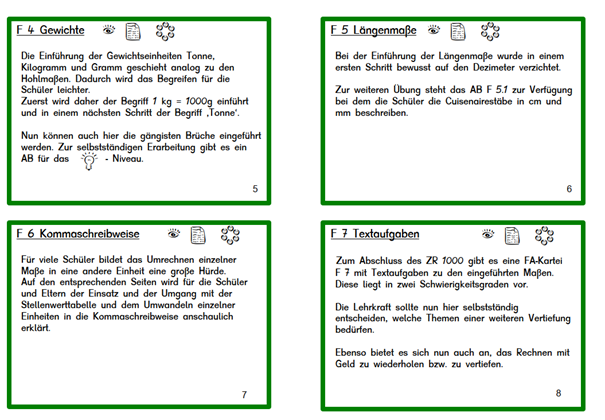 F 4 Gewichte
Die Einführung der Gewichtseinheiten Tonne,
Kilogramm und Gramm geschieht analog zu den
Hohlmaßen. Dadurch wird das Begreifen für die
Schüler leichter.
Zuerst wird daher der Begriff 1 kg = 1000g einführt
und in einem nächsten Schritt der Begriff „Tonne'.
Nun können auch hier die gängisten Brüche eingeführt
werden. Zur selbstständigen Erarbeitung gibt es ein
AB für das - Niveau.
5
F 5 Längenmaße
Bei der Einführung der Längenmaße wurde in einem
ersten Schritt bewusst auf den Dezimeter verzichtet.
Zur weiteren Übung steht das AB F 5.1 zur Verfügung
bei dem die Schüler die Cuisenairestäbe in cm und
mm beschreiben.
6
F 6 Kommaschreibweise
Für viele Schüler bildet das Umrechnen einzelner
Maße in eine andere Einheit eine große Hürde.
Auf den entsprechenden Seiten wird für die Schüler
und Eltern der Einsatz und der Umgang mit der
Stellenwerttabelle und dem Umwandeln einzelner
Einheiten in die Kommaschreibweise anschaulich
erklärt.
7
F 7 Textaufgaben
Zum Abschluss des ZR 1000 gibt es eine FA-Kartei
F 7 mit Textaufgaben zu den eingeführten Maßen.
Diese liegt in zwei Schwierigkeitsgraden vor.
Die Lehrkraft sollte nun hier selbstständig
entscheiden, welche Themen einer weiteren Vertiefung
bedürfen.
Ebenso bietet es sich nun auch an, das Rechnen mit
Geld zu wiederholen bzw. zu vertiefen.
8